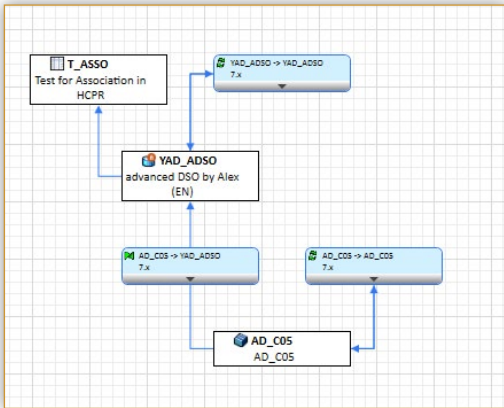 T_ASSO
Test for Association in
HCPR
YAD_ADSO -> YAD_ADSO
7.x
YAD_ADSO
advanced DSO by Alex
(EN)
AD_C05 -> YAD_ADSO
7.x
AD_C05 -> AD_C05
7.x
AD_C05
AD_C05